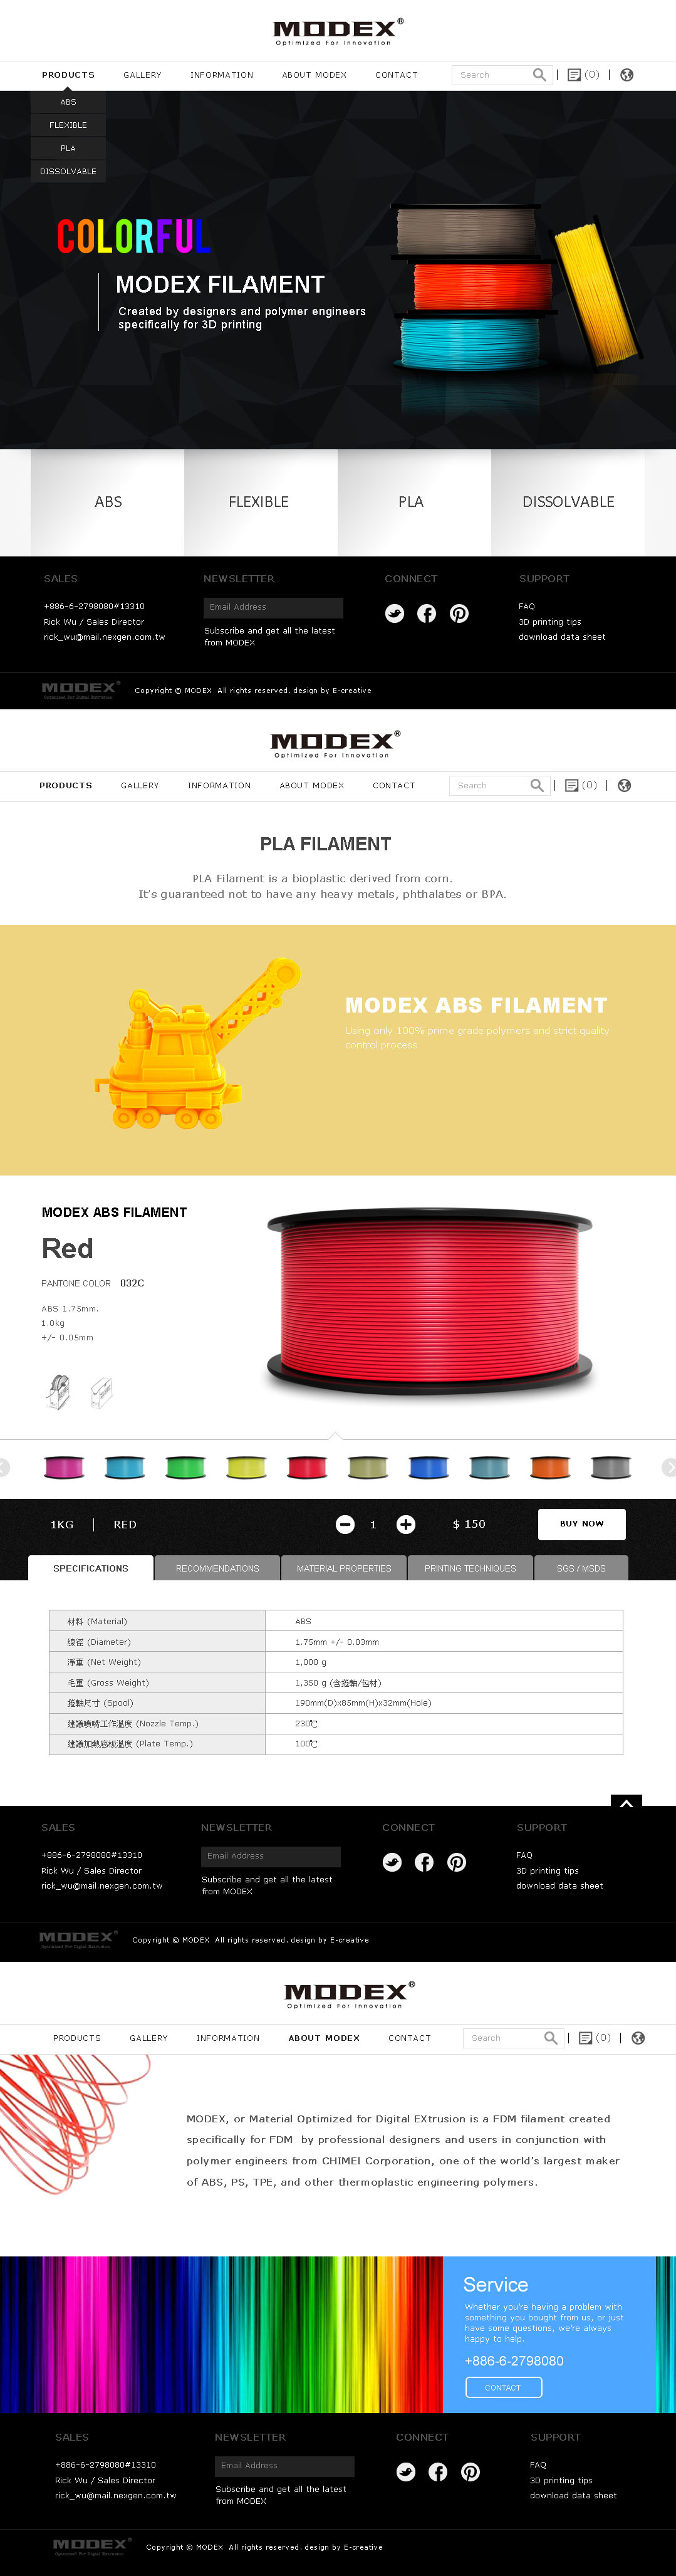 MODEX®
Optimized For Innovation
PRODUCTS GALLERY INFORMATION ABOUT MODEX CONTACT Search (0)
ABS
FLEXIBLE
PLA
DISSOLVABLE
COLORFUL
MODEX FILAMENT
Created by designers and polymer engineers
specifically for 3D printing
ABS FLEXIBLE PLA DISSOLVABLE
SALES NEWSLETTER CONNECT SUPPORT
+886-6-2798080#13310 Email Address FAQ
Rick Wu / Sales Director Subscribe and get all the latest 3D printing tips
rick_wu@mail.nexgen.com.tw from MODEX download data sheet
MODEX® Copyright © MODEX All rights reserved. design by E-creative
MODEX®
Optimized For Innovation
PRODUCTS GALLERY INFORMATION ABOUT MODEX CONTACT Search (0)
PLA FILAMENT
PLA Filament is a bioplastic derived from corn.
It's guaranteed not to have any heavy metals, phthalates or BPA.
MODEX ABS FILAMENT
Using only 100% prime grade polymers and strict quality
control process
MODEX ABS FILAMENT
Red
PANTONE COLOR 032C
ABS 1.75mm.
1.0kg
+/- 0.05mm
1KG RED 1 $ 150 BUY NOW
SPECIFICATIONS RECOMMENDATIONS MATERIAL PROPERTIES PRINTING TECHNIQUES SGS / MSDS
材料 (Material) ABS
線徑 (Diameter) 1.75mm +/- 0.03mm
淨重 (Net Weight) 1,000 g
毛重 (Gross Weight) 1,350 g (含捲軸/包材)
捲軸尺寸 (Spool) 190mm(D)x85mm(H)x32mm(Hole)
建議噴嘴工作溫度 (Nozzle Temp.) 230℃
建議加熱底板溫度 (Plate Temp.) 100℃
SALES NEWSLETTER CONNECT SUPPORT
+886-6-2798080#13310 Email Address FAQ
Rick Wu / Sales Director Subscribe and get all the latest 3D printing tips
rick_wu@mail.nexgen.com.tw from MODEX download data sheet
MODEX® Copyright © MODEX All rights reserved. design by E-creative
MODEX®
Optimized For Innovation
PRODUCTS GALLERY INFORMATION ABOUT MODEX CONTACT Search (0)
MODEX, or Material Optimized for Digital EXtrusion is a FDM filament created
specifically for FDM by professional designers and users in conjunction with
polymer engineers from CHIMEI Corporation, one of the world's largest maker
of ABS, PS, TPE, and other thermoplastic engineering polymers.
Service
Whether you're having a problem with
something you bought from us, or just
have some questions, we're always
happy to help.
+886-6-2798080
CONTACT
SALES NEWSLETTER CONNECT SUPPORT
+886-6-2798080#13310 Email Address FAQ
Rick Wu / Sales Director Subscribe and get all the latest 3D printing tips
rick_wu@mail.nexgen.com.tw from MODEX download data sheet
MODEX® Copyright © MODEX All rights reserved. design by E-creative